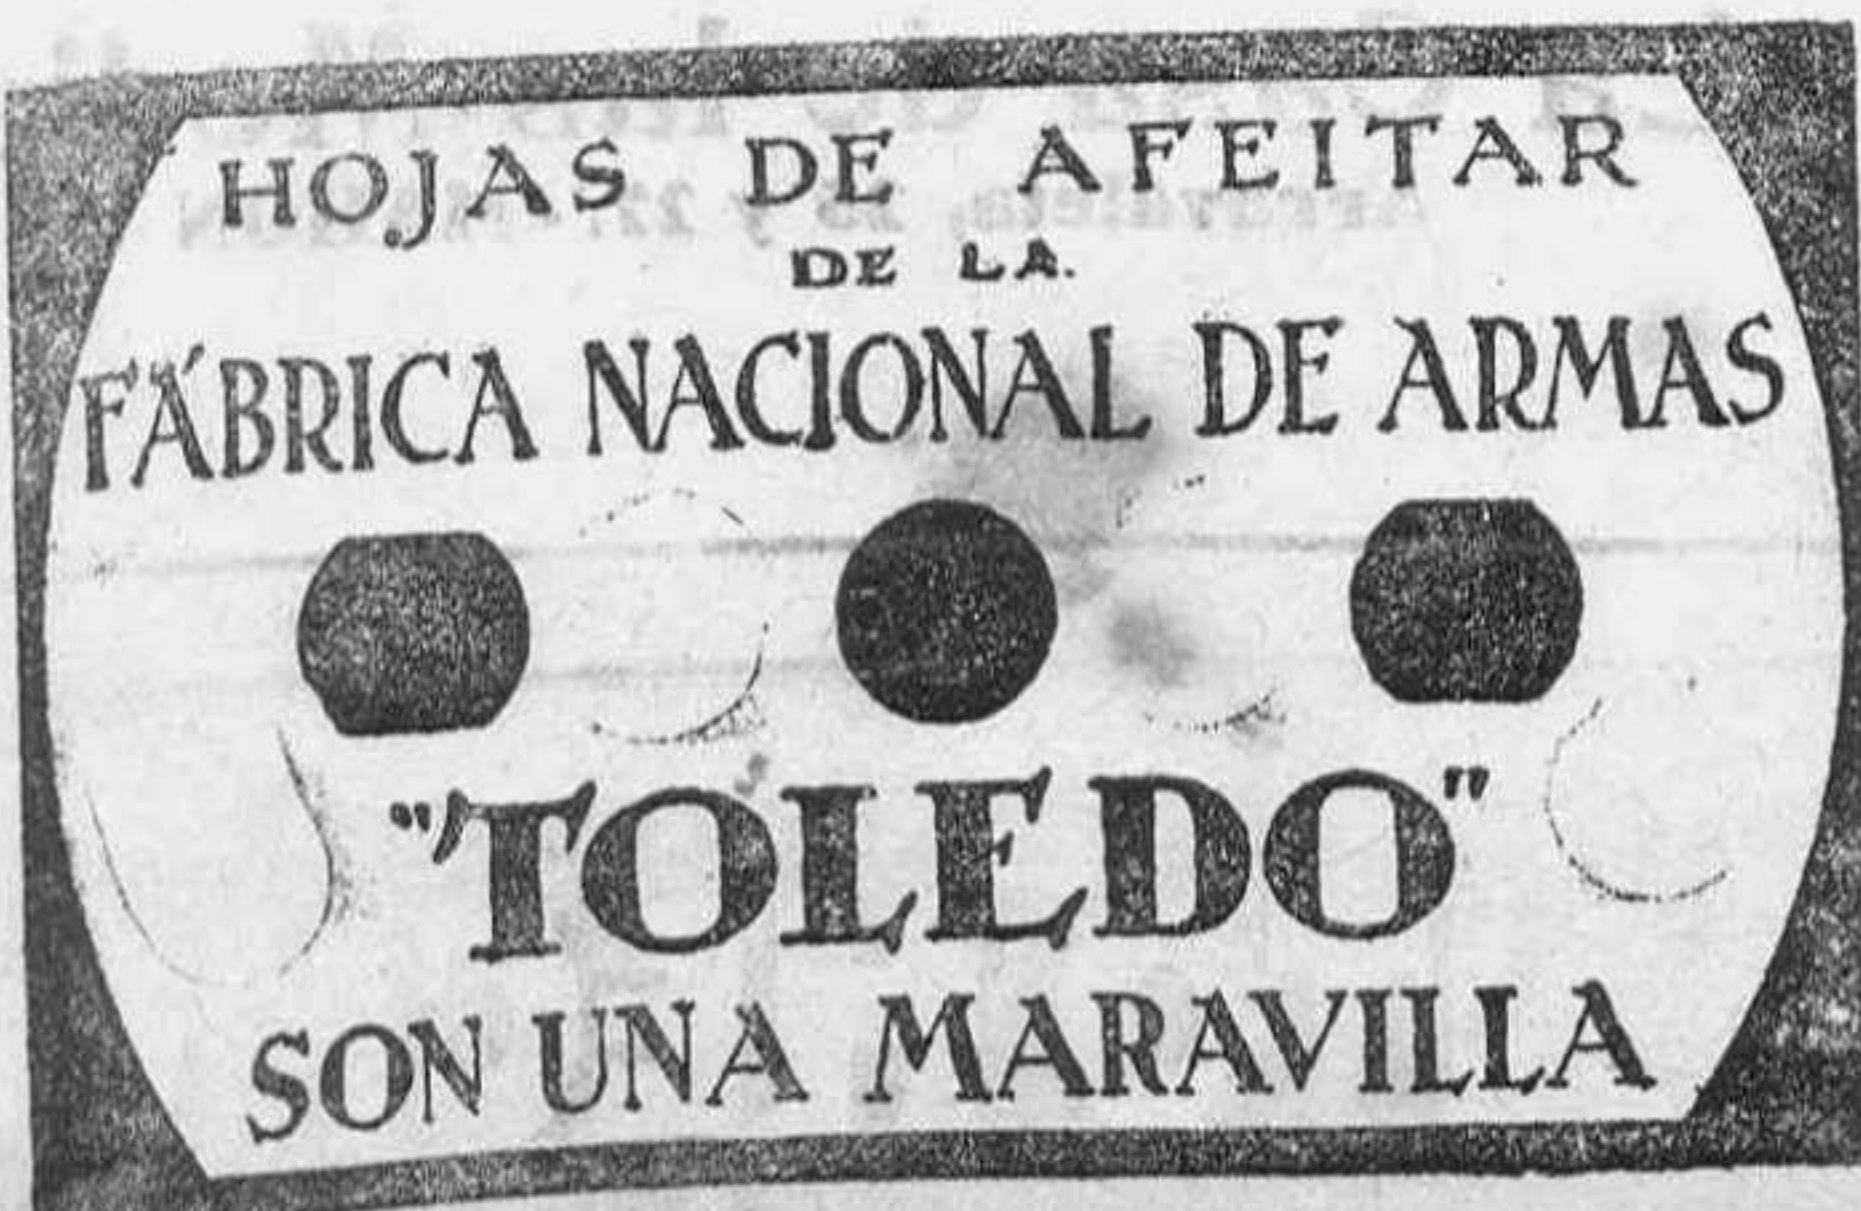 HOJAS DE AFEITAR
DE LA.
FÁBRICA NACIONAL DE ARMAS
"TOLEDO"
SON UNA MARAVILLA